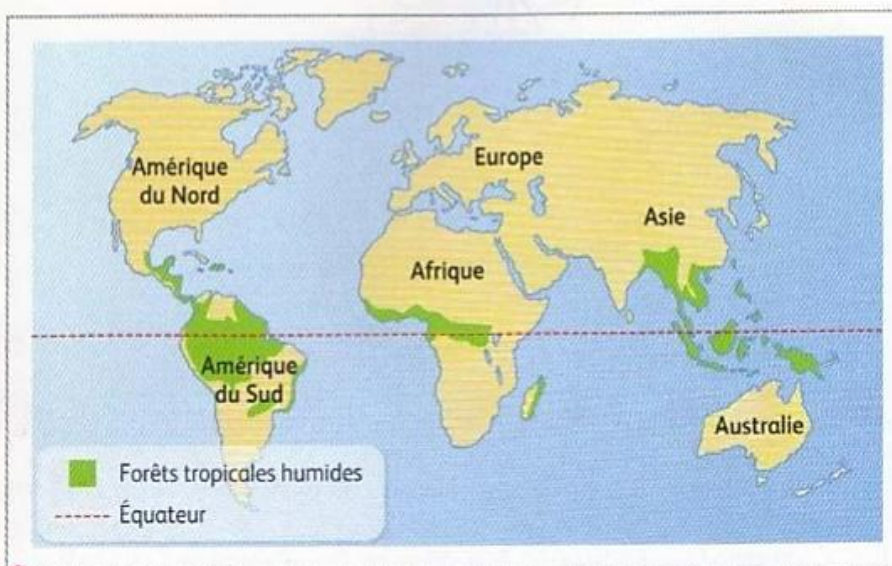 Amérique
du Nord
Europe
Asie
Afrique
Amérique
du Sud
Australie
Forêts tropicales humides
Équateur